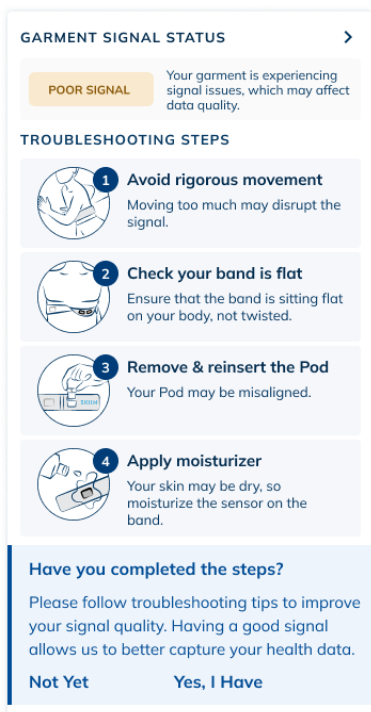 GARMENT SIGNAL STATUS
POOR SIGNAL
Your garment is experiencing
signal issues, which may affect
data quality.
TROUBLESHOOTING STEPS
1
Avoid rigorous movement
Moving too much may disrupt the
signal.
2
Check your band is flat
Ensure that the band is sitting flat
on your body, not twisted.
3
SKIIN
Remove & reinsert the Pod
Your Pod may be misaligned.
4
Apply moisturizer
Your skin may be dry, so
moisturize the sensor on the
band.
Have you completed the steps?
Please follow troubleshooting tips to improve
your signal quality. Having a good signal
allows us to better capture your health data.
Not Yet Yes, I Have